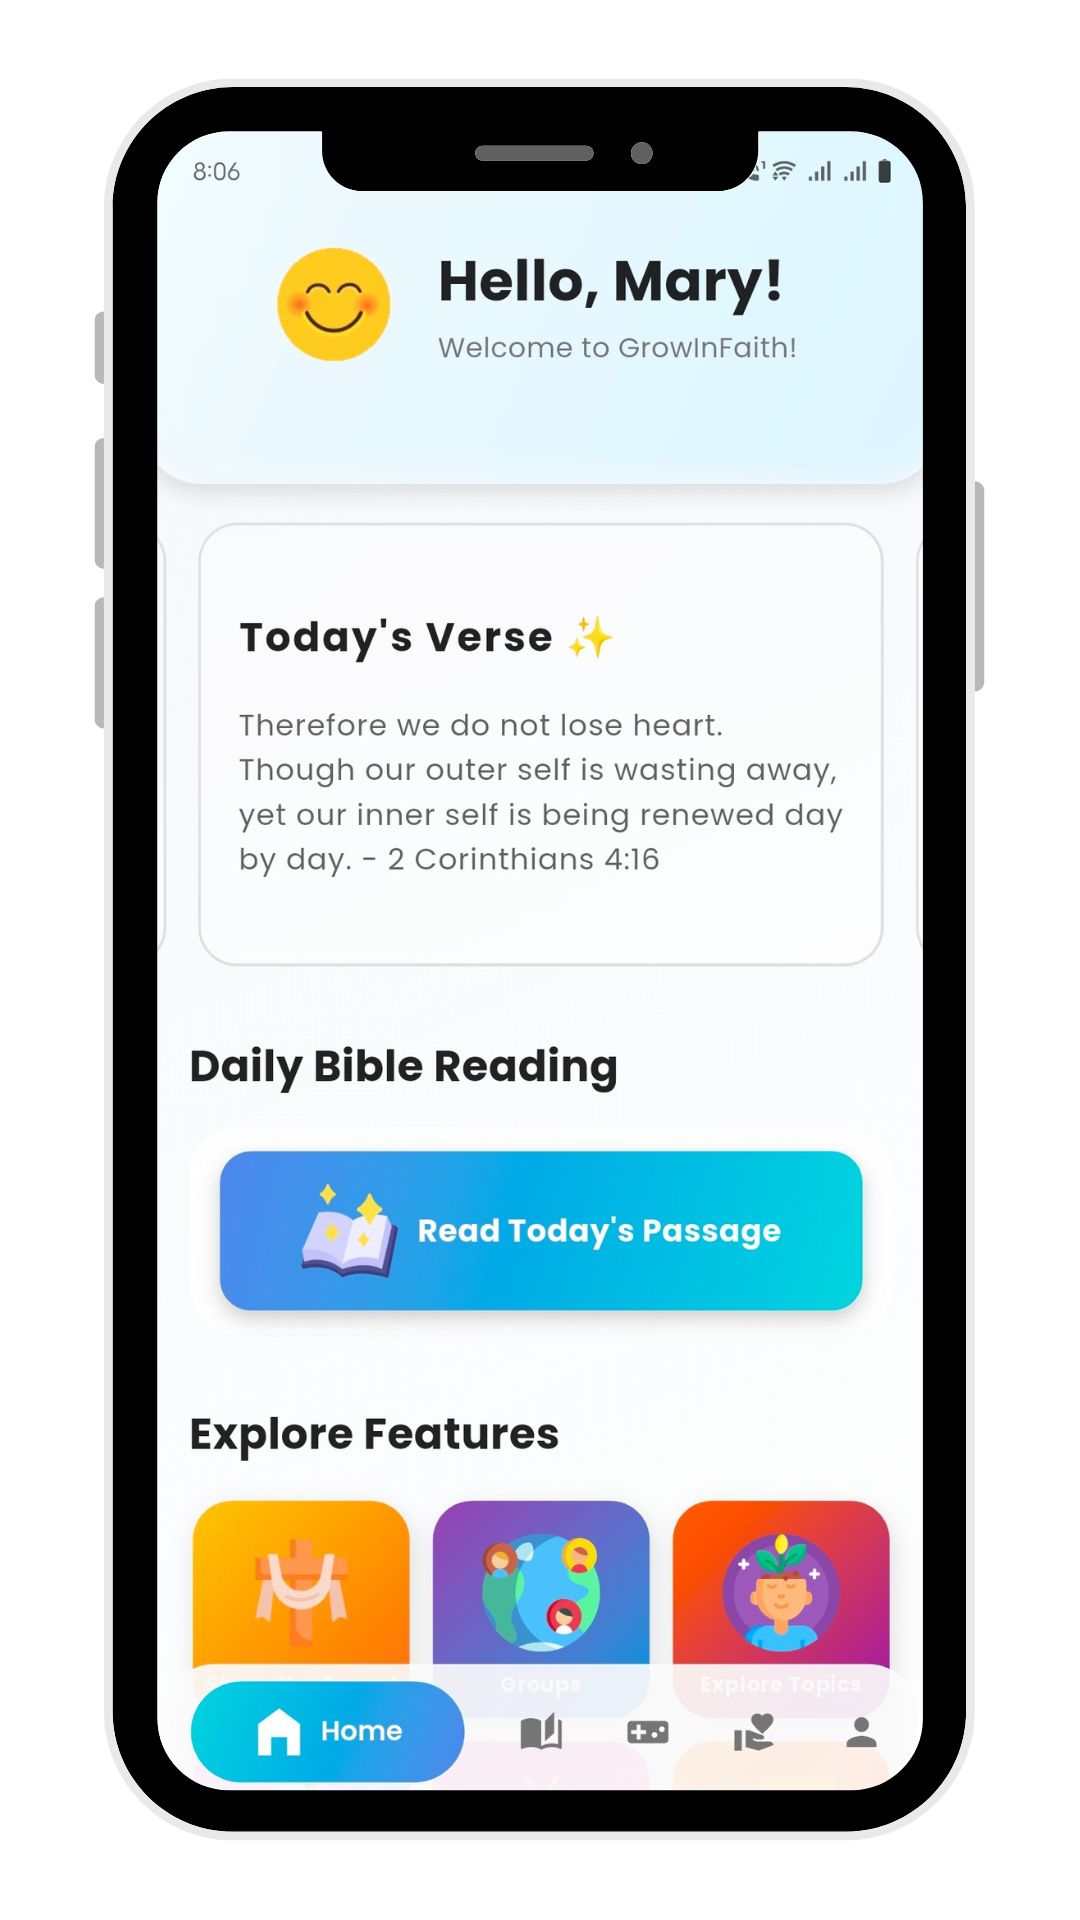 8:06
Hello, Mary!
Welcome to GrowInFaith!
Today's Verse ✨
Therefore we do not lose heart.
Though our outer self is wasting away,
yet our inner self is being renewed day
by day. - 2 Corinthians 4:16
Daily Bible Reading
Read Today's Passage
Explore Features
Groups
Explore Topics
Home